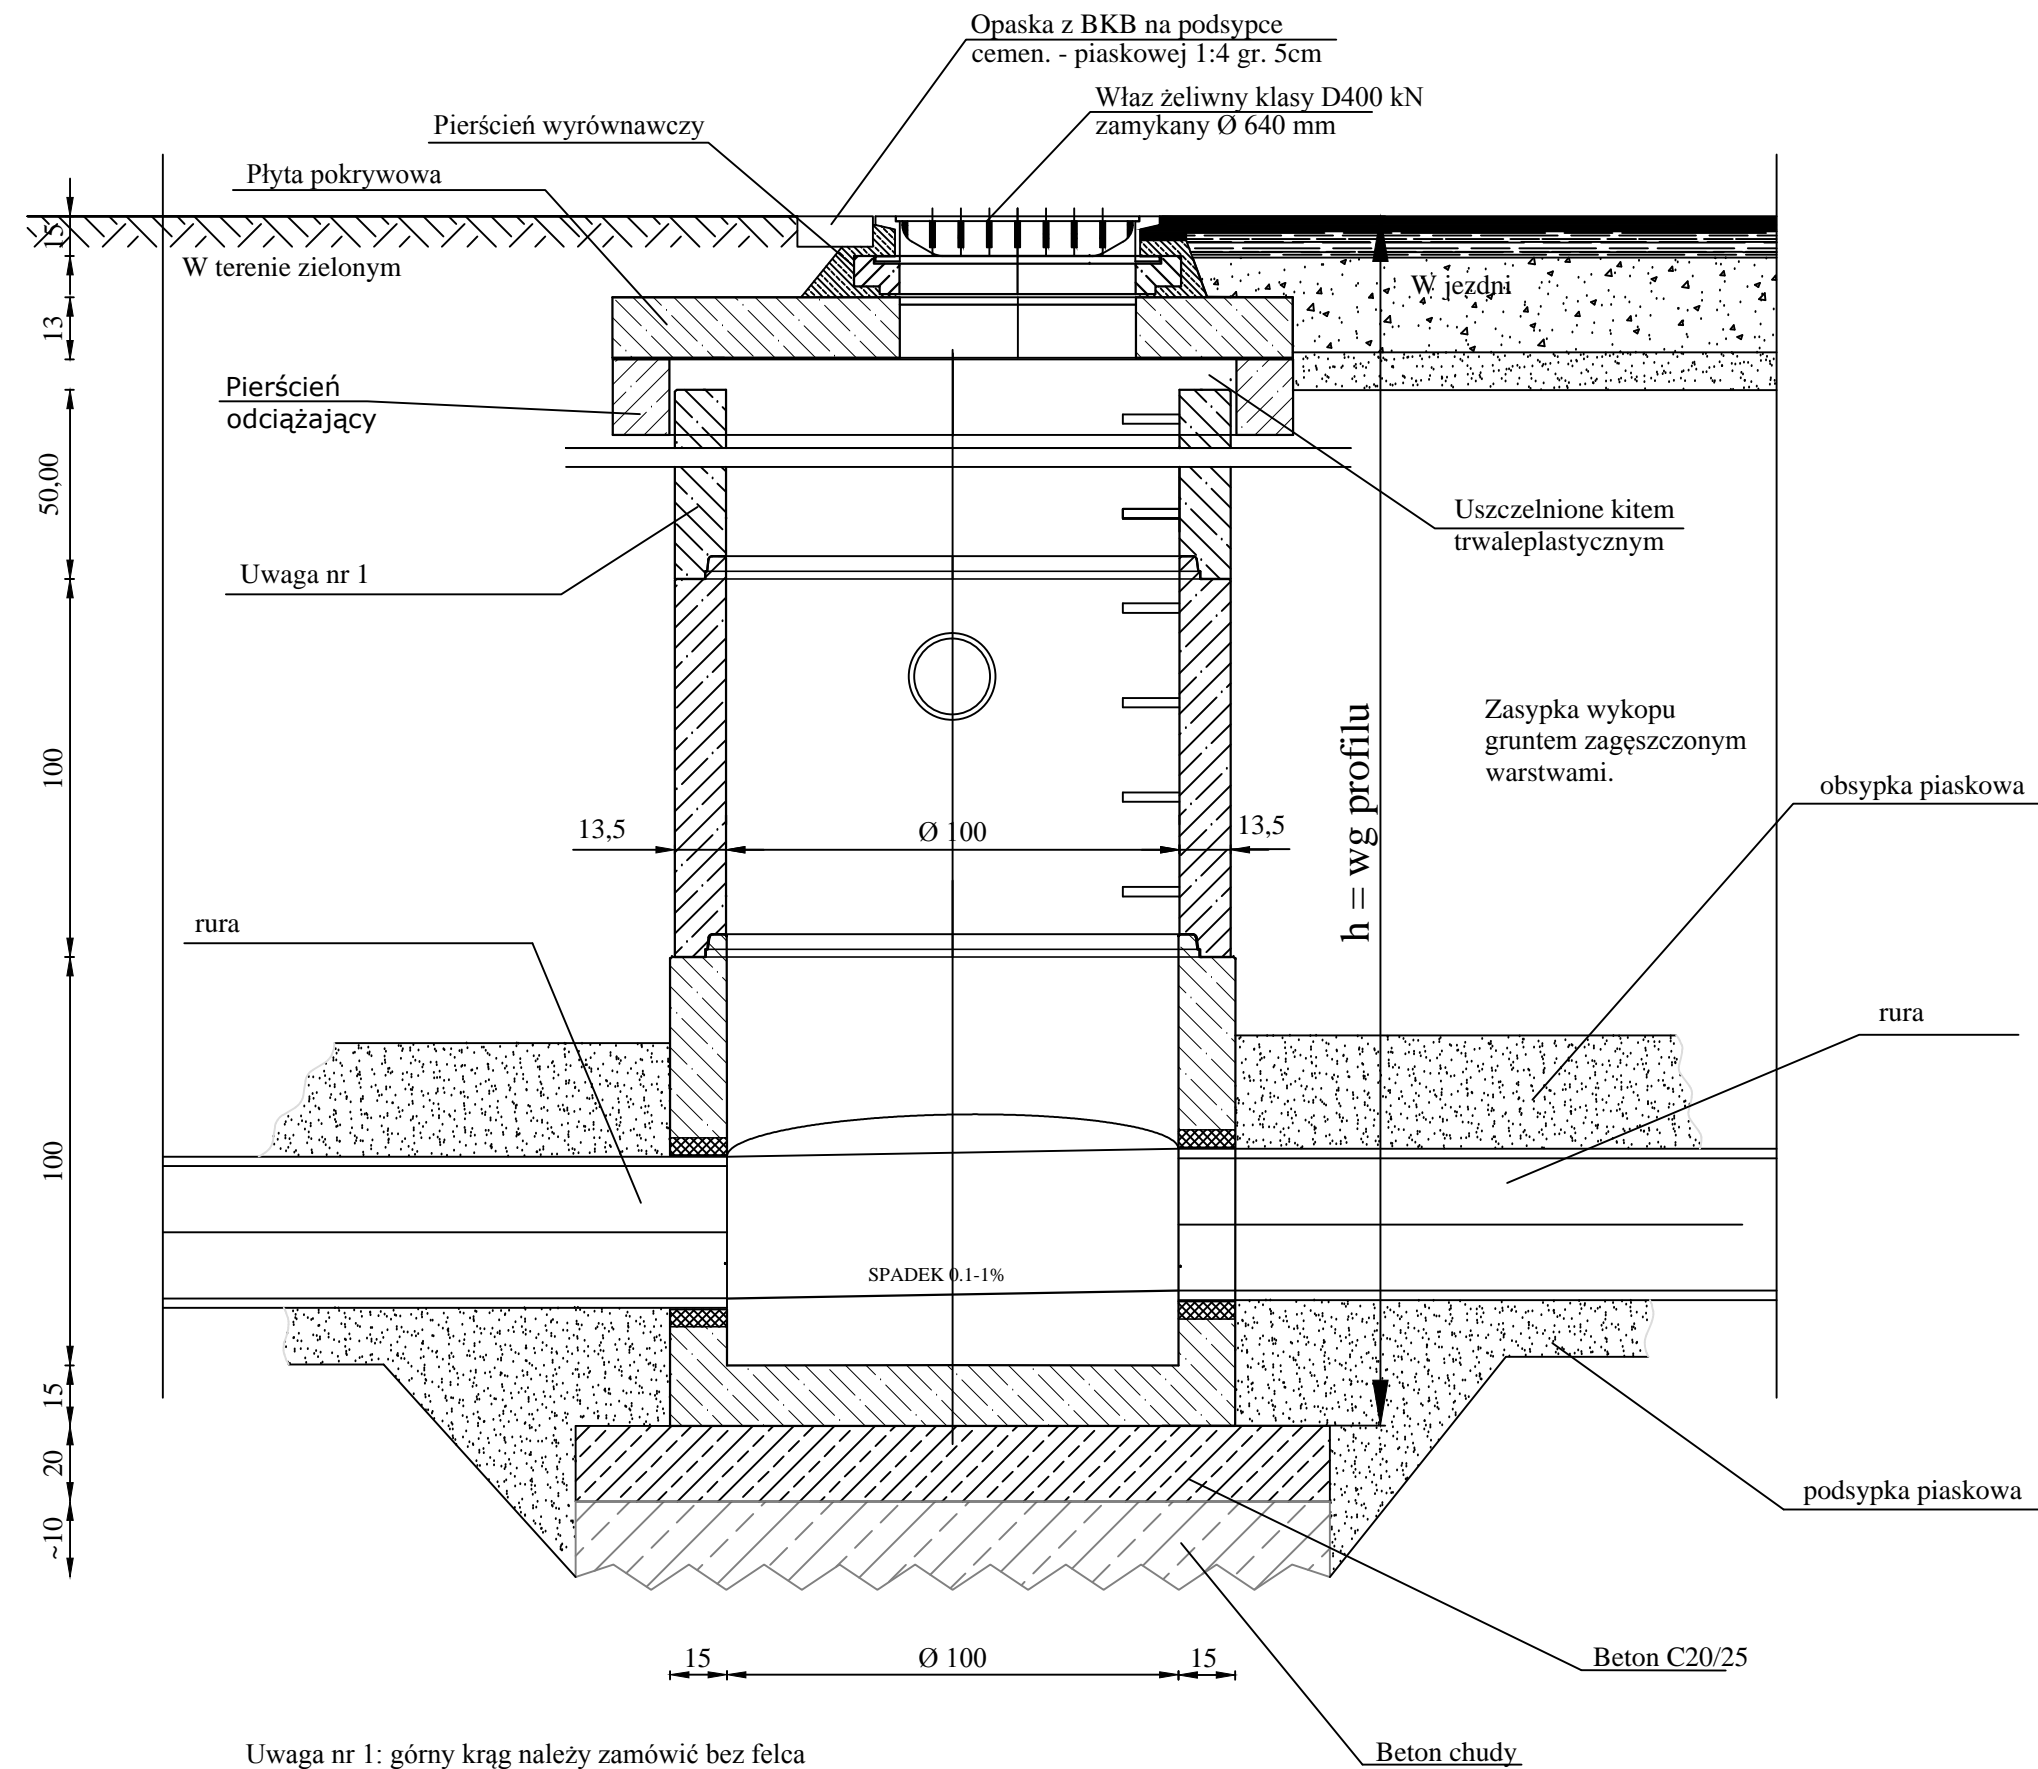 Opaska z BKB na podsypce
cemen. - piaskowej 1:4 gr. 5cm
Właz żeliwny klasy D400 kN
zamykany Ø 640 mm
Pierścień wyrównawczy
Płyta pokrywowa
15
W terenie zielonym
W jezdni
13
Pierścień
odciążający
50,00
Uszczelnione kitem
trwaleplastycznym
Uwaga nr 1
100
h = wg profilu
Zasypka wykopu
gruntem zagęszczonym
warstwami.
obsypka piaskowa
13,5
Ø 100
13,5
rura
rura
100
SPADEK 0.1-1%
15
20
~10
podsypka piaskowa
15
Ø 100
15
Beton C20/25
Beton chudy
Uwaga nr 1: górny krąg należy zamówić bez felca